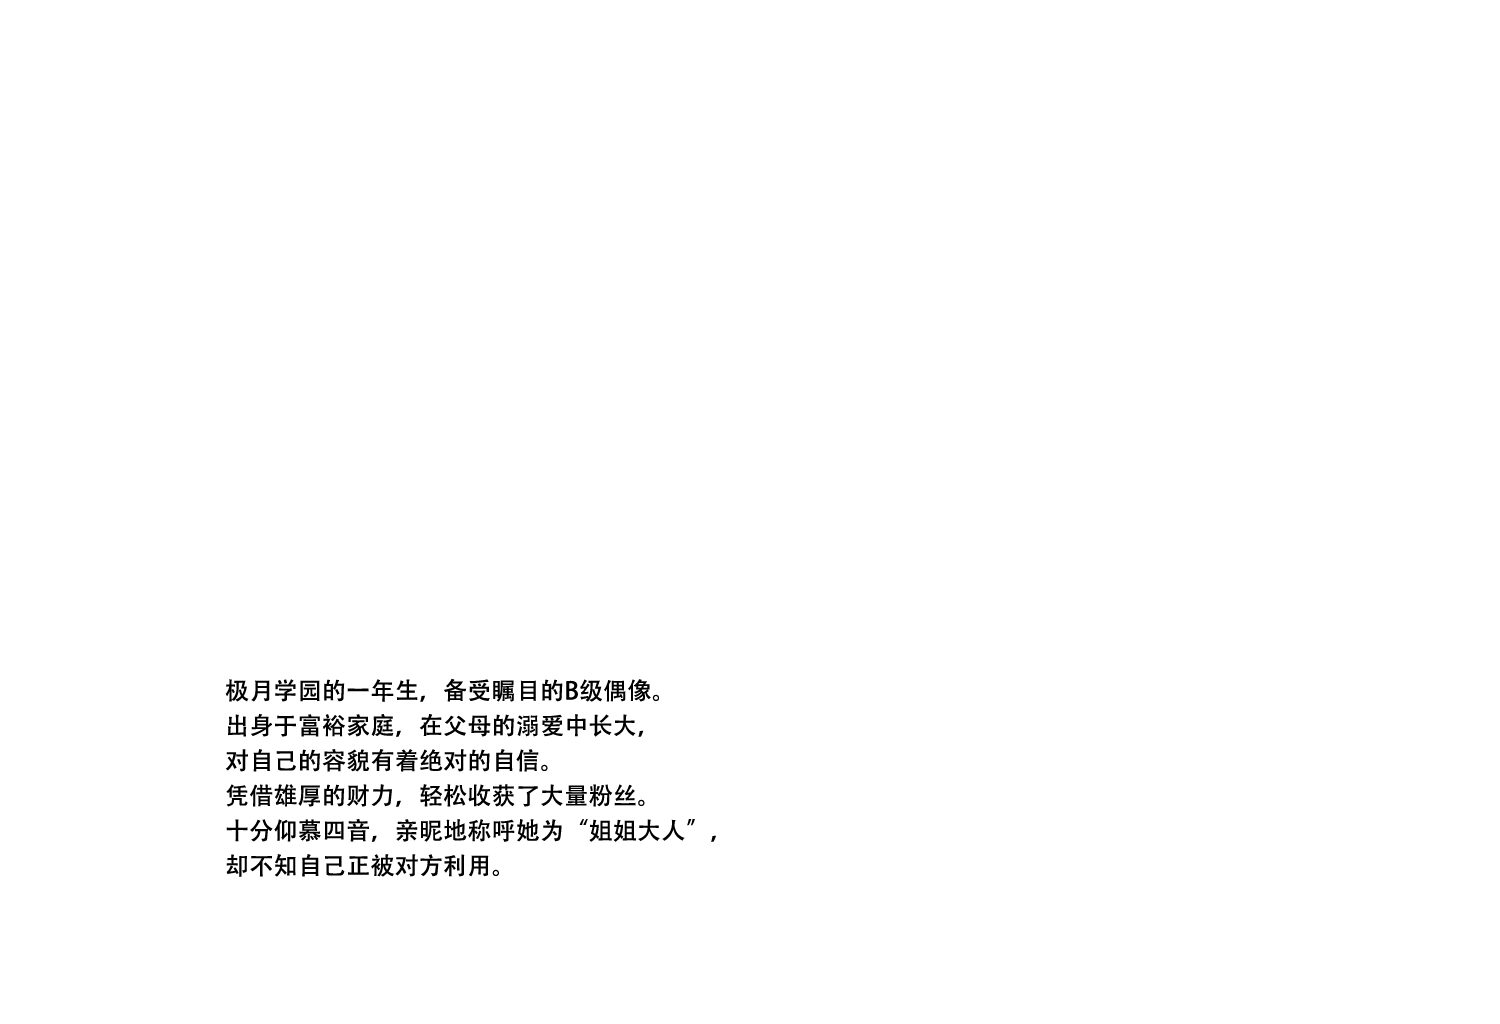 极月学园的一年生，备受瞩目的B级偶像。
出身于富裕家庭，在父母的溺爱中长大，
对自己的容貌有着绝对的自信。
凭借雄厚的财力，轻松收获了大量粉丝。
十分仰慕四音，亲昵地称呼她为“姐姐大人”，
却不知自己正被对方利用。